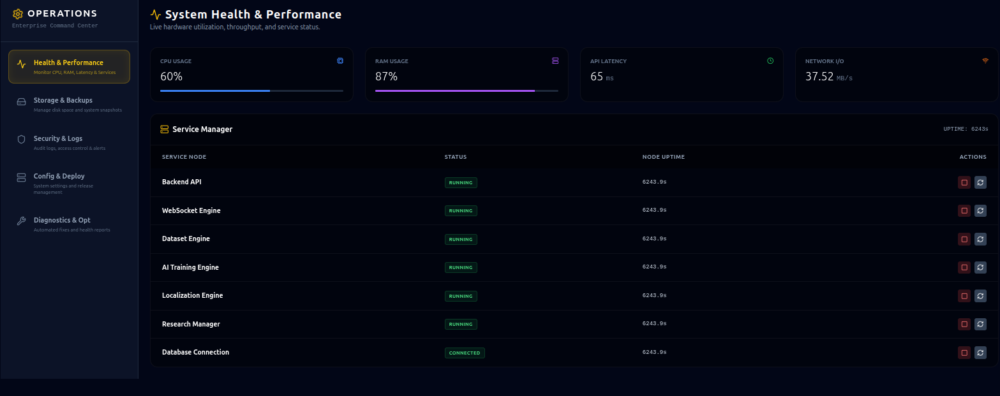 OPERATIONS
Enterprise Command Center
Health & Performance
Monitor CPU, RAM, Latency & Services
Storage & Backups
Manage disk space and system snapshots
Security & Logs
Audit logs, access control & alerts
Config & Deploy
System settings and release
management
Diagnostics & Opt
Automated fixes and health reports
System Health & Performance
Live hardware utilization, throughput, and service status.
CPU USAGE
60%
RAM USAGE
87%
API LATENCY
65 ms
NETWORK I/O
37.52 MB/s
Service Manager
UPTIME: 6243s
SERVICE NODE STATUS NODE UPTIME ACTIONS
Backend API RUNNING 6243.9s
WebSocket Engine RUNNING 6243.9s
Dataset Engine RUNNING 6243.9s
AI Training Engine RUNNING 6243.9s
Localization Engine RUNNING 6243.9s
Research Manager RUNNING 6243.9s
Database Connection CONNECTED 6243.9s